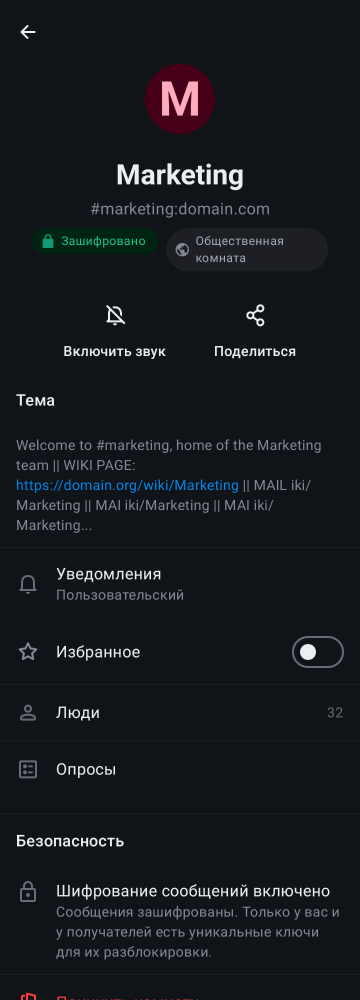 M
Marketing
#marketing:domain.com
Зашифровано
Общественная
комната
Включить звук
Поделиться
Тема
Welcome to #marketing, home of the Marketing
team || WIKI PAGE:
https://domain.org/wiki/Marketing || MAIL iki/
Marketing || MAI iki/Marketing || MAI iki/
Marketing...
Уведомления
Пользовательский
Избранное
Люди
32
Опросы
Безопасность
Шифрование сообщений включено
Сообщения зашифрованы. Только у вас и
у получателей есть уникальные ключи
для их разблокировки.